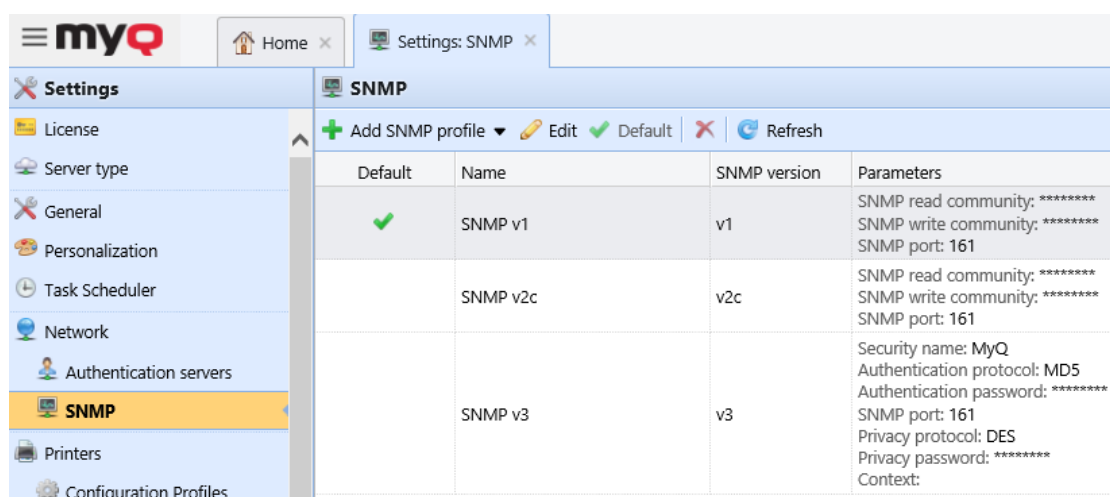 myQ
Home
Settings: SNMP
Settings
License
Server type
General
Personalization
Task Scheduler
Network
Authentication servers
SNMP
Printers
Configuration Profiles
SNMP
Add SNMP profile Edit Default Refresh
Default Name SNMP version Parameters
SNMP v1 v1
SNMP read community: ********
SNMP write community: ********
SNMP port: 161
SNMP v2c v2c
SNMP read community: ********
SNMP write community: ********
SNMP port: 161
SNMP v3 v3
Security name: MyQ
Authentication protocol: MD5
Authentication password: ********
SNMP port: 161
Privacy protocol: DES
Privacy password: ********
Context: